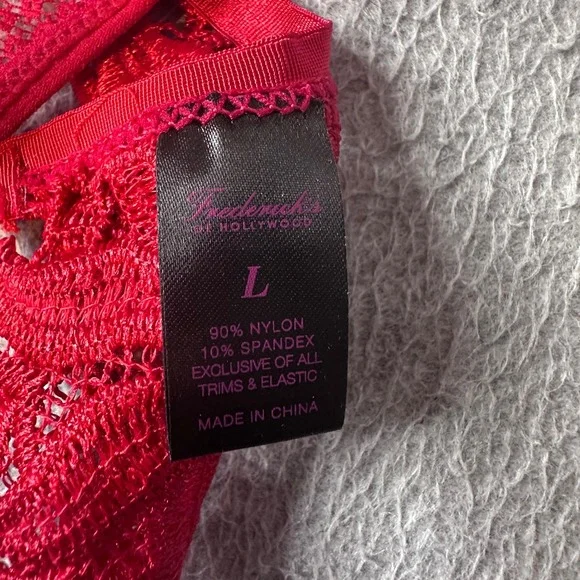 Frederick's
OF HOLLYWOOD
L
90% NYLON
10% SPANDEX
EXCLUSIVE OF ALL
TRIMS & ELASTIC
MADE IN CHINA